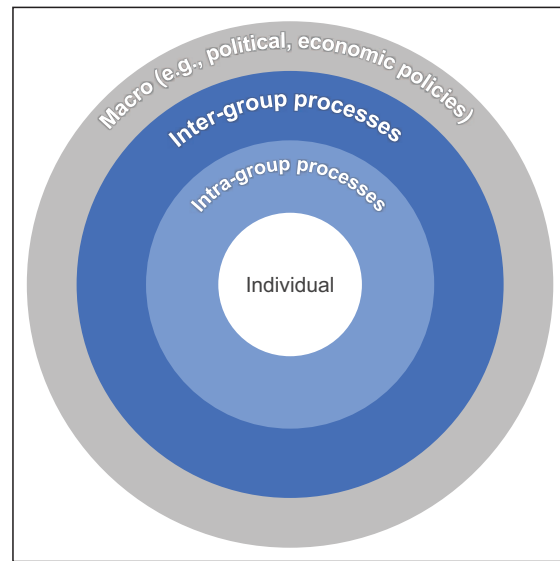 Macro (e.g., political, economic policies)
Inter-group processes
Intra-group processes
Individual